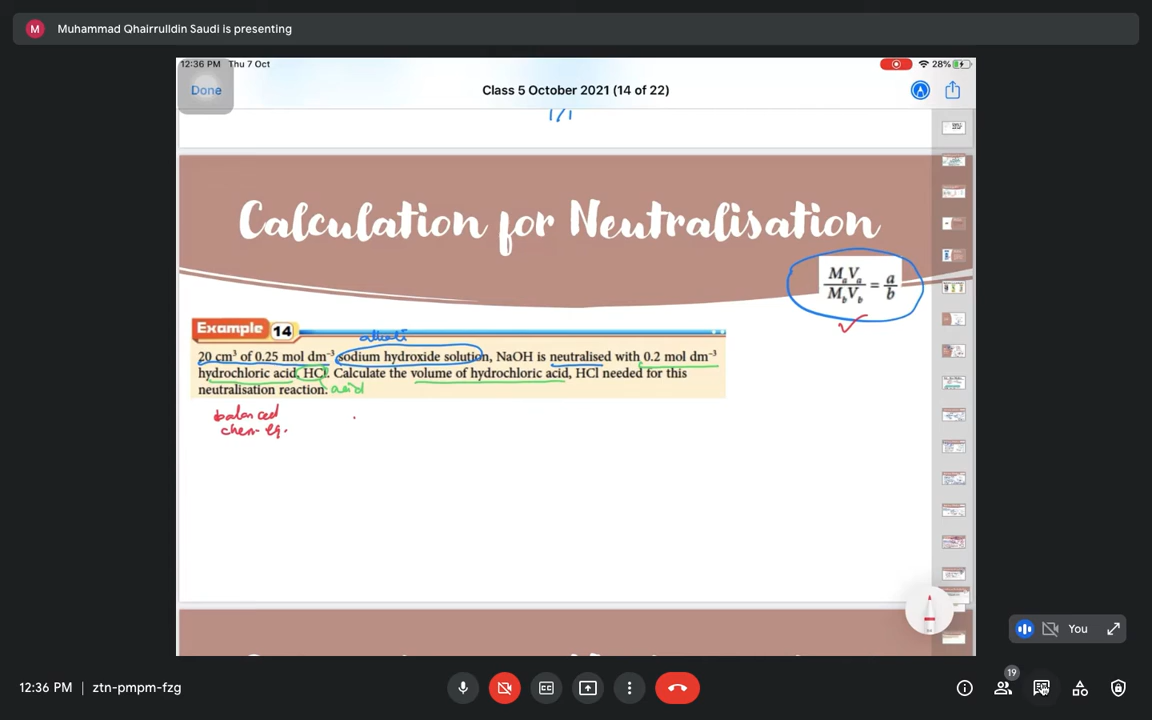 M
Muhammad Qhairrulldin Saudi is presenting
12:36 PM Thu 7 Oct
28%
Done
Class 5 October 2021 (14 of 22)
Calculation for Neutralisation
MaVa
MbVb
=
a
b
Example 14
alkali
20 cm³ of 0.25 mol dm⁻³ sodium hydroxide solution, NaOH is neutralised with 0.2 mol dm⁻³
hydrochloric acid, HCl. Calculate the volume of hydrochloric acid, HCl needed for this
neutralisation reaction. acid
balanced
chem eq.
You
12:36 PM | ztn-pmpm-fzg
19